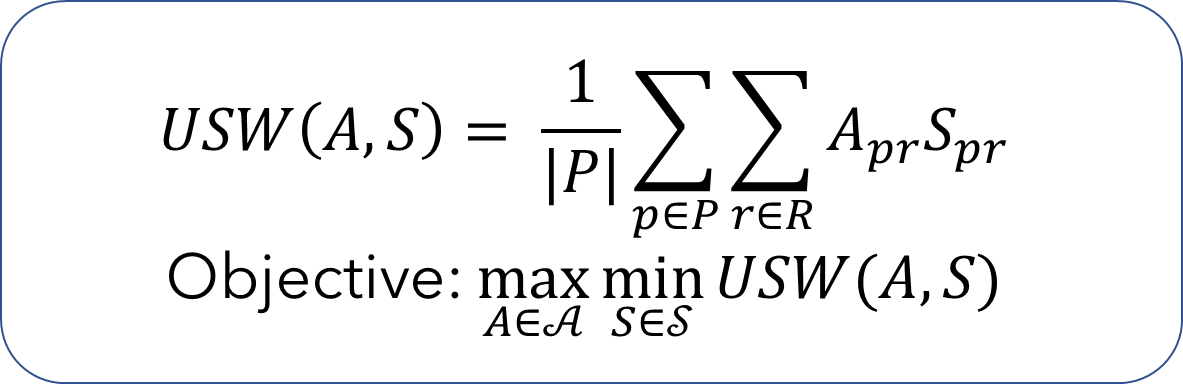 USW(A, S) = 1/|P| ∑_{p∈P} ∑_{r∈R} A_{pr}S_{pr}
Objective: max_{A∈𝒜} min_{S∈𝒮} USW(A, S)